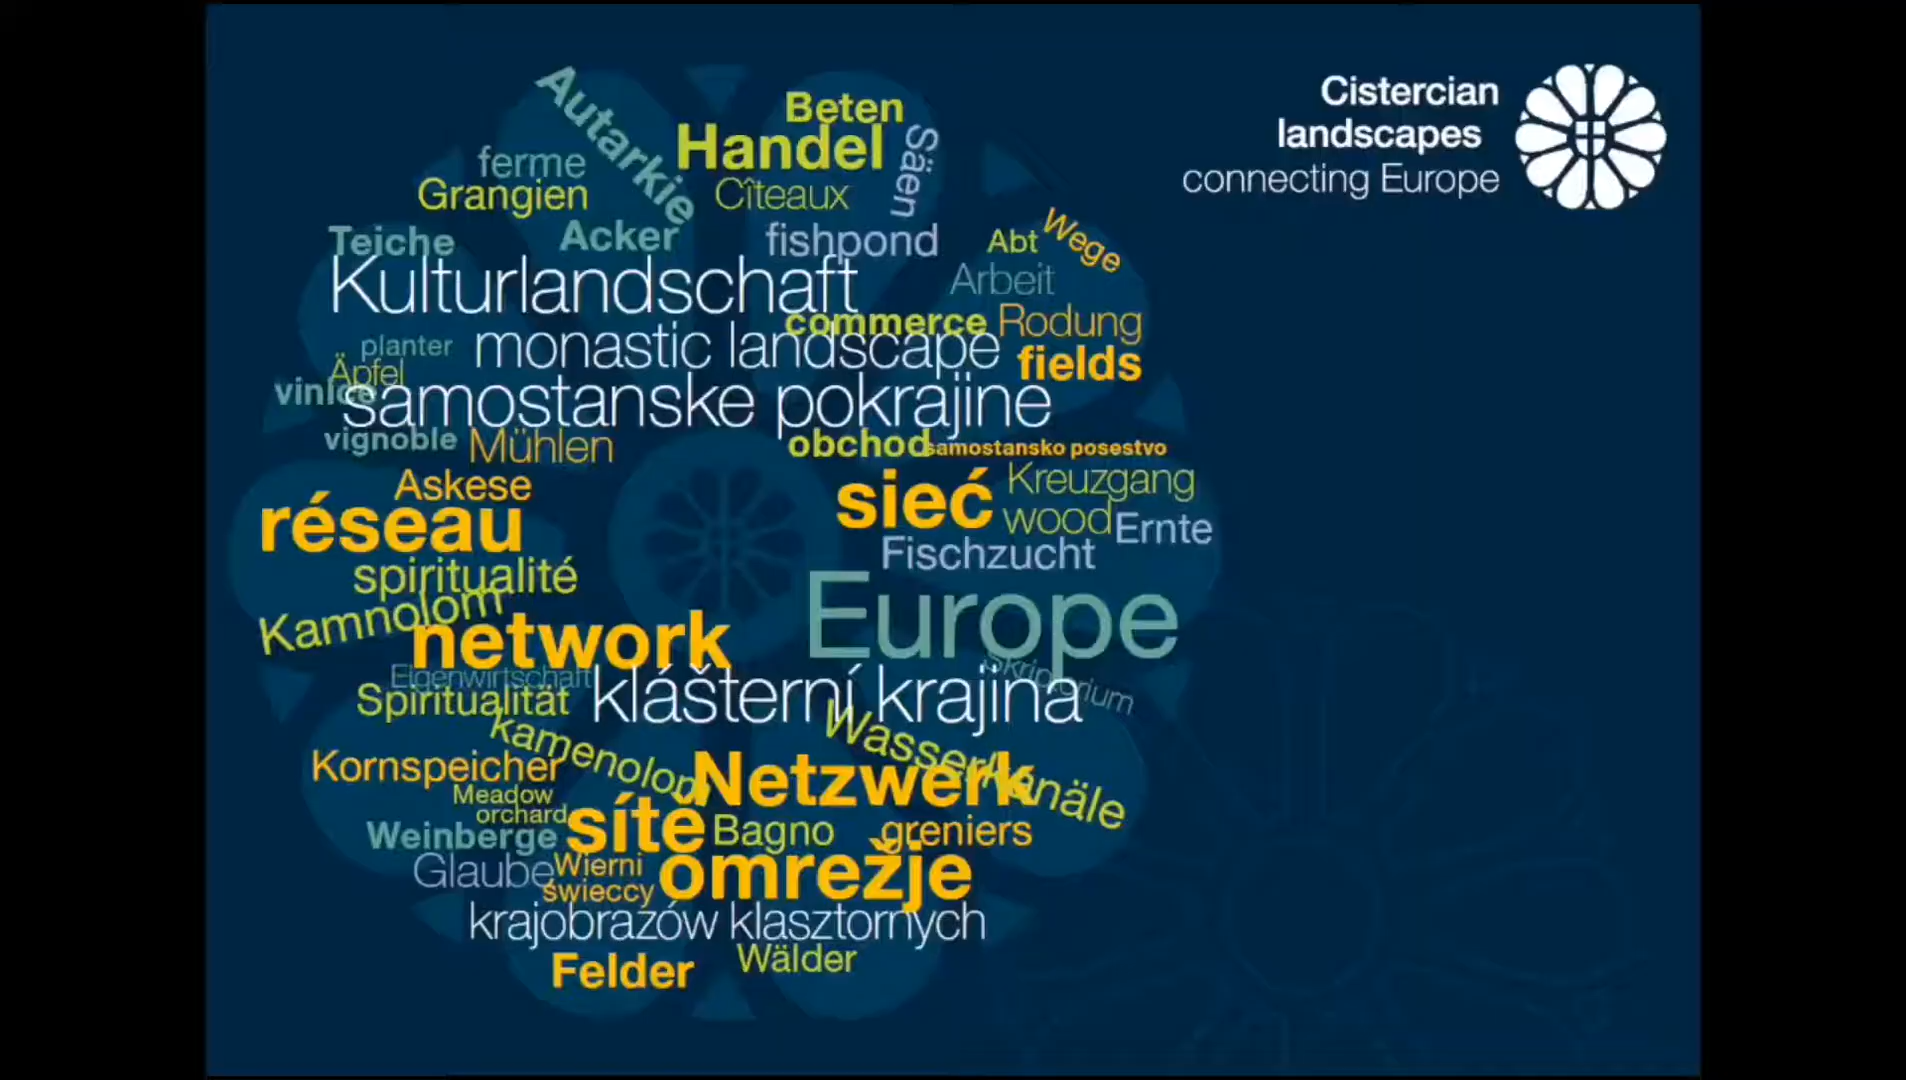 Cistercian
landscapes
connecting Europe
Autarkie
Beten
Handel
Säen
ferme
Grangien
Cîteaux
Teiche
Acker
fishpond
Abt
Wege
Kulturlandschaft
Arbeit
commerce
Rodung
planter
monastic landscape
fields
Äpfel
vinice
samostanske pokrajine
vignoble
Mühlen
obchod
samostansko posestvo
Askese
sieć
Kreuzgang
réseau
wood
Ernte
Fischzucht
spiritualité
Kamnolom
network
Europe
Eigenwirtschaft
Skriptorium
Spiritualität
klášterní krajina
kamenolom
Wasserkanäle
Kornspeicher
Netzwerk
Meadow
orchard
Weinberge
sítě
Bagno
greniers
Glaube
Wierni
świeccy
omrežje
krajobrazów klasztornych
Felder
Wälder